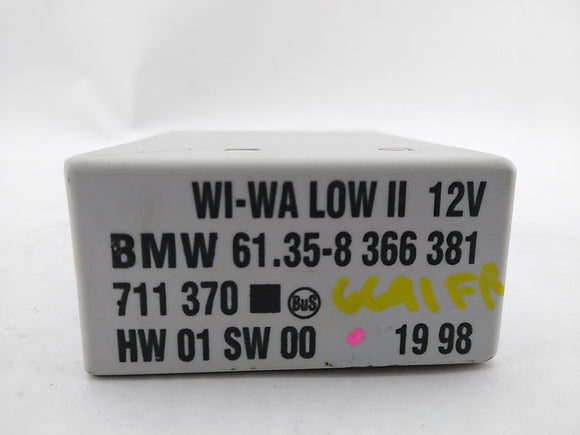 WI-WA LOW II 12V
BMW 61.35-8 366 381
711 370 BuS
HW 01 SW 00 19 98